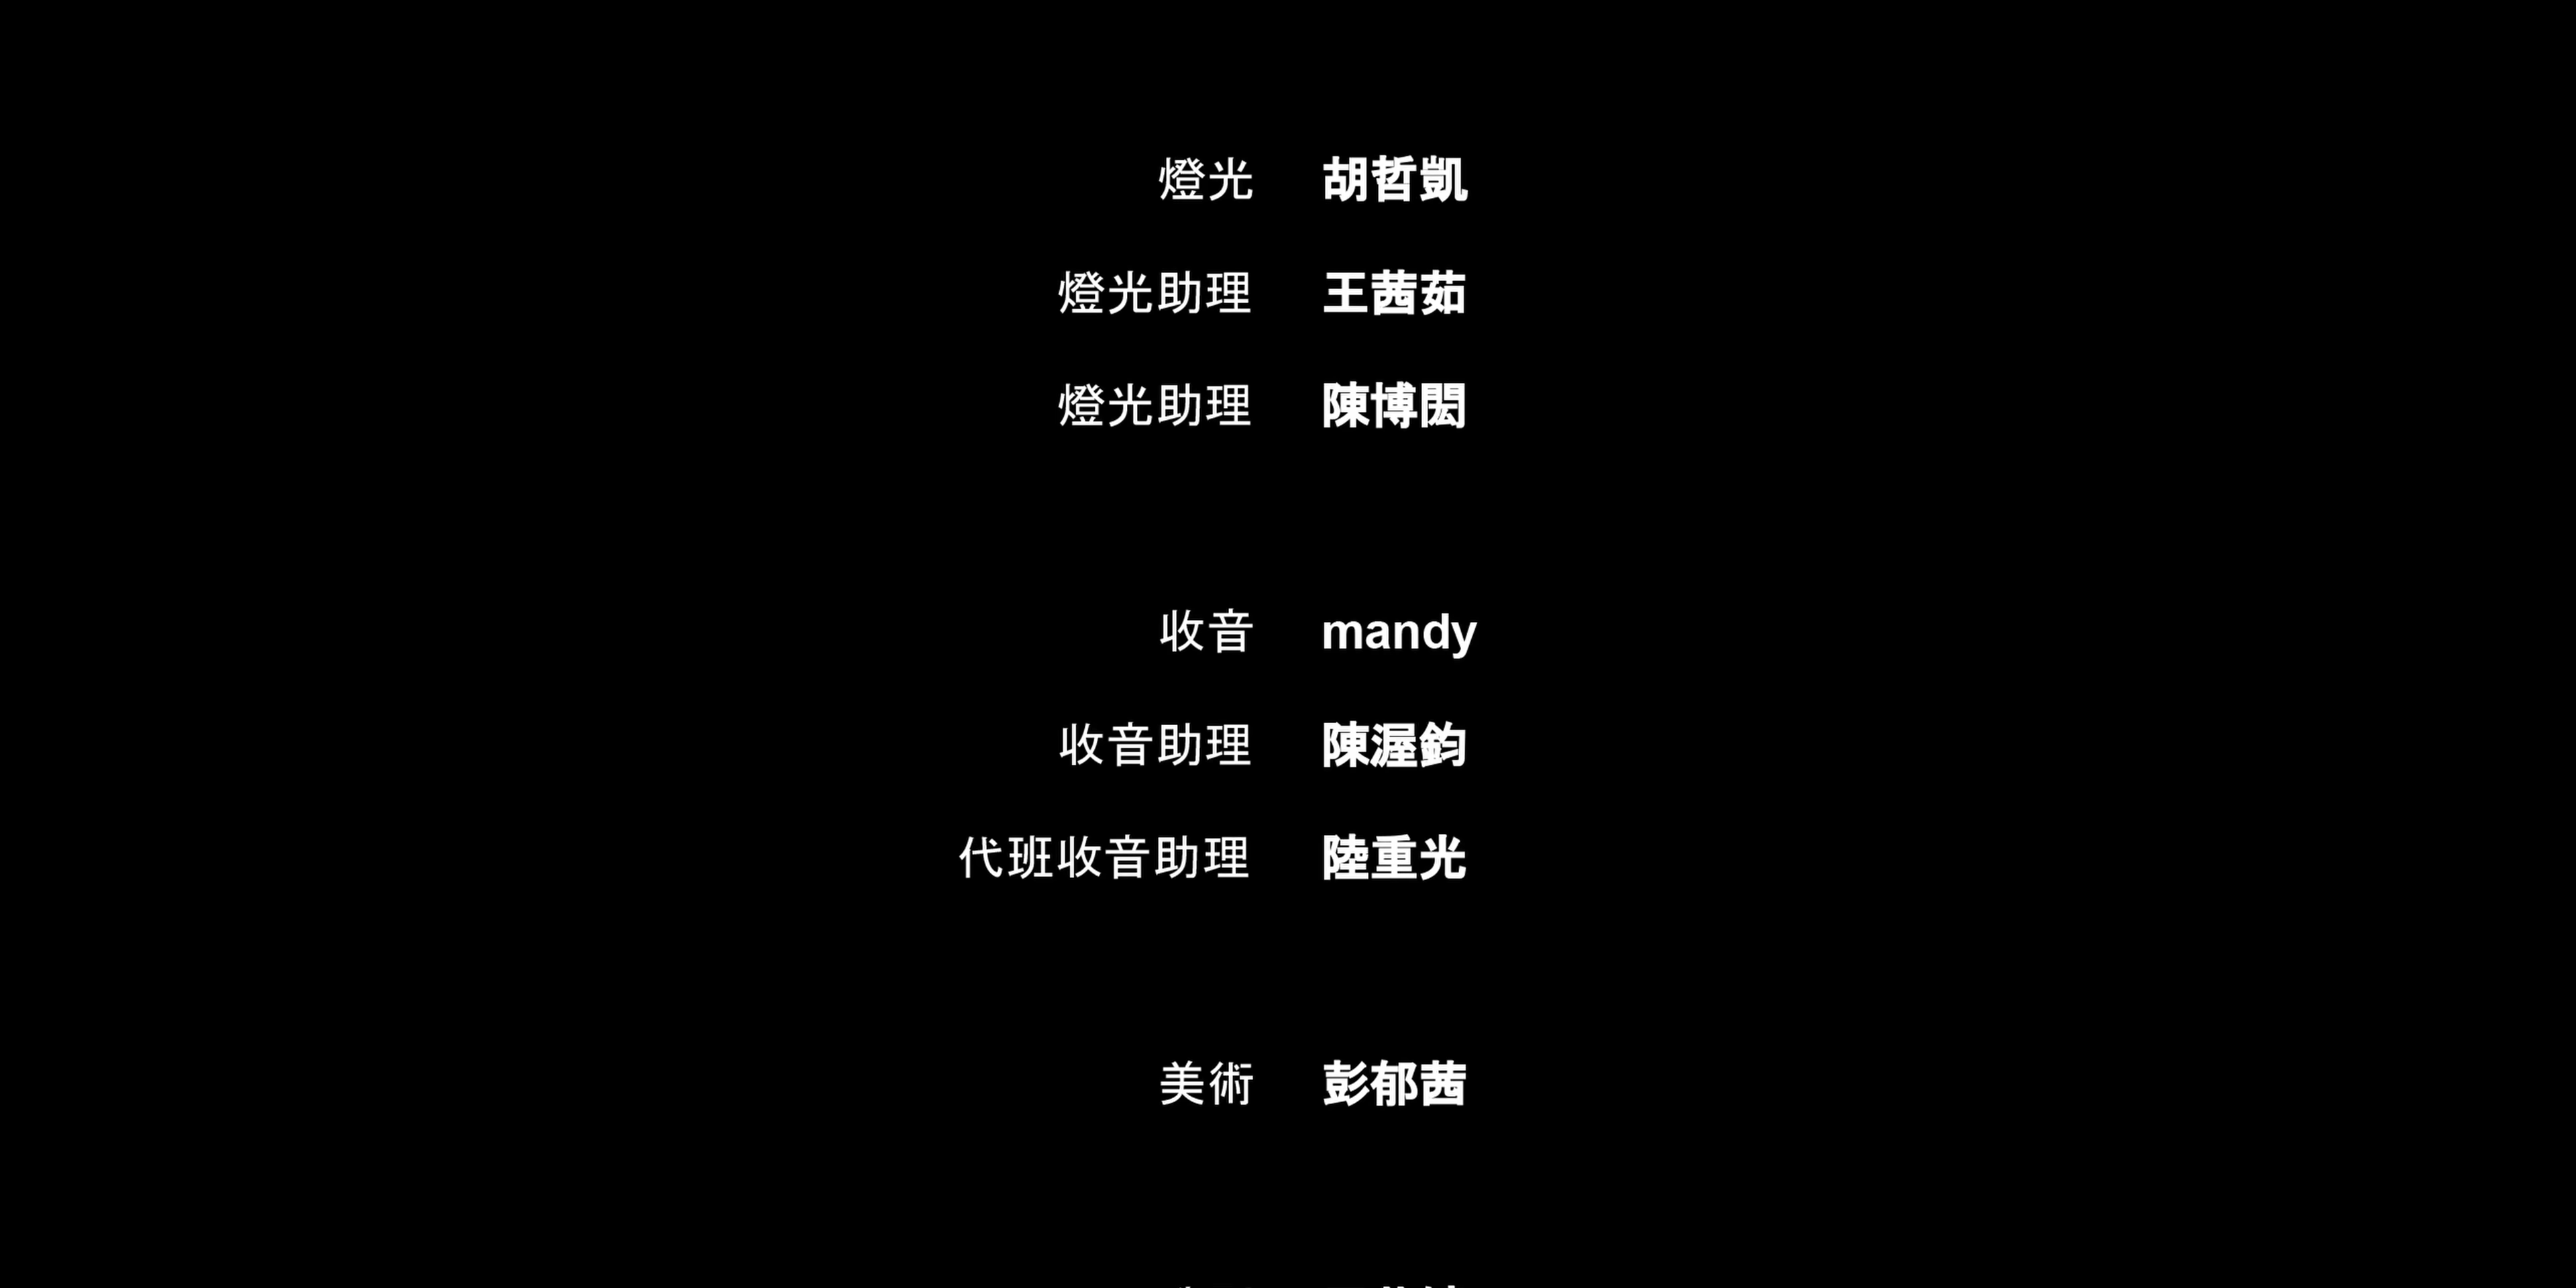 燈光 胡哲凱
燈光助理 王茜茹
燈光助理 陳博閎
收音 mandy
收音助理 陳渥鈞
代班收音助理 陸重光
美術 彭郁茜